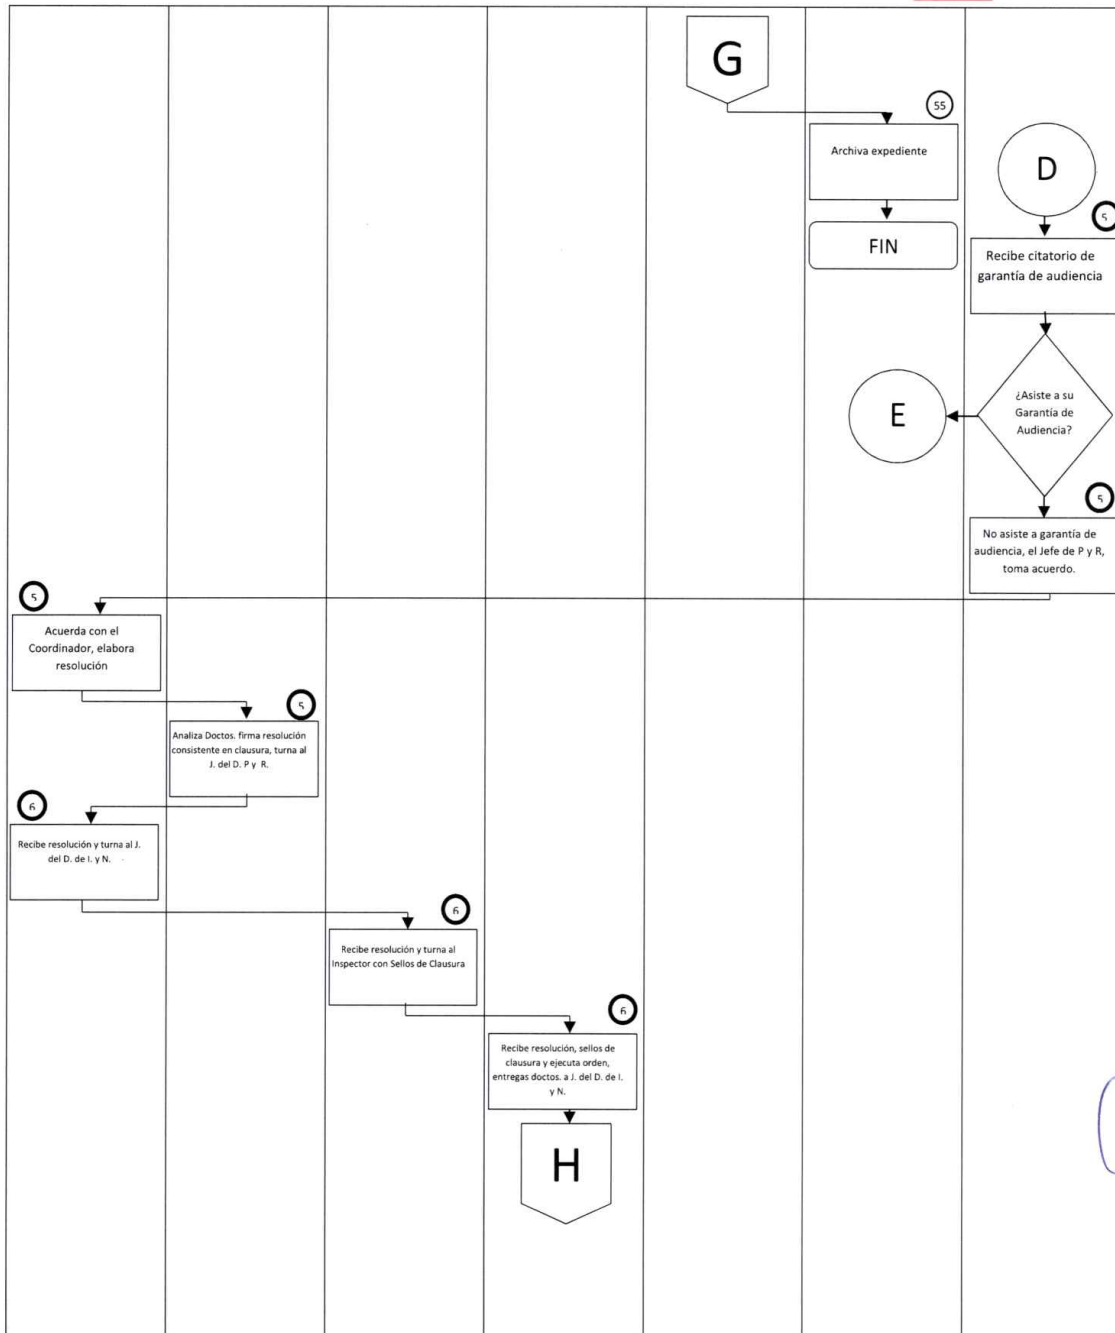 G
55
Archiva expediente
FIN
D
5
Recibe citatorio de
garantía de audiencia
¿Asiste a su
Garantía de
Audiencia?
E
5
No asiste a garantía de
audiencia, el Jefe de P y R,
toma acuerdo.
5
Acuerda con el
Coordinador, elabora
resolución
5
Analiza Doctos. firma resolución
consistente en clausura, turna al
J. del D. P y R.
6
Recibe resolución y turna al J.
del D. de I. y N.
6
Recibe resolución y turna al
Inspector con Sellos de Clausura
6
Recibe resolución, sellos de
clausura y ejecuta orden,
entregas doctos. a J. del D. de I.
y N.
H